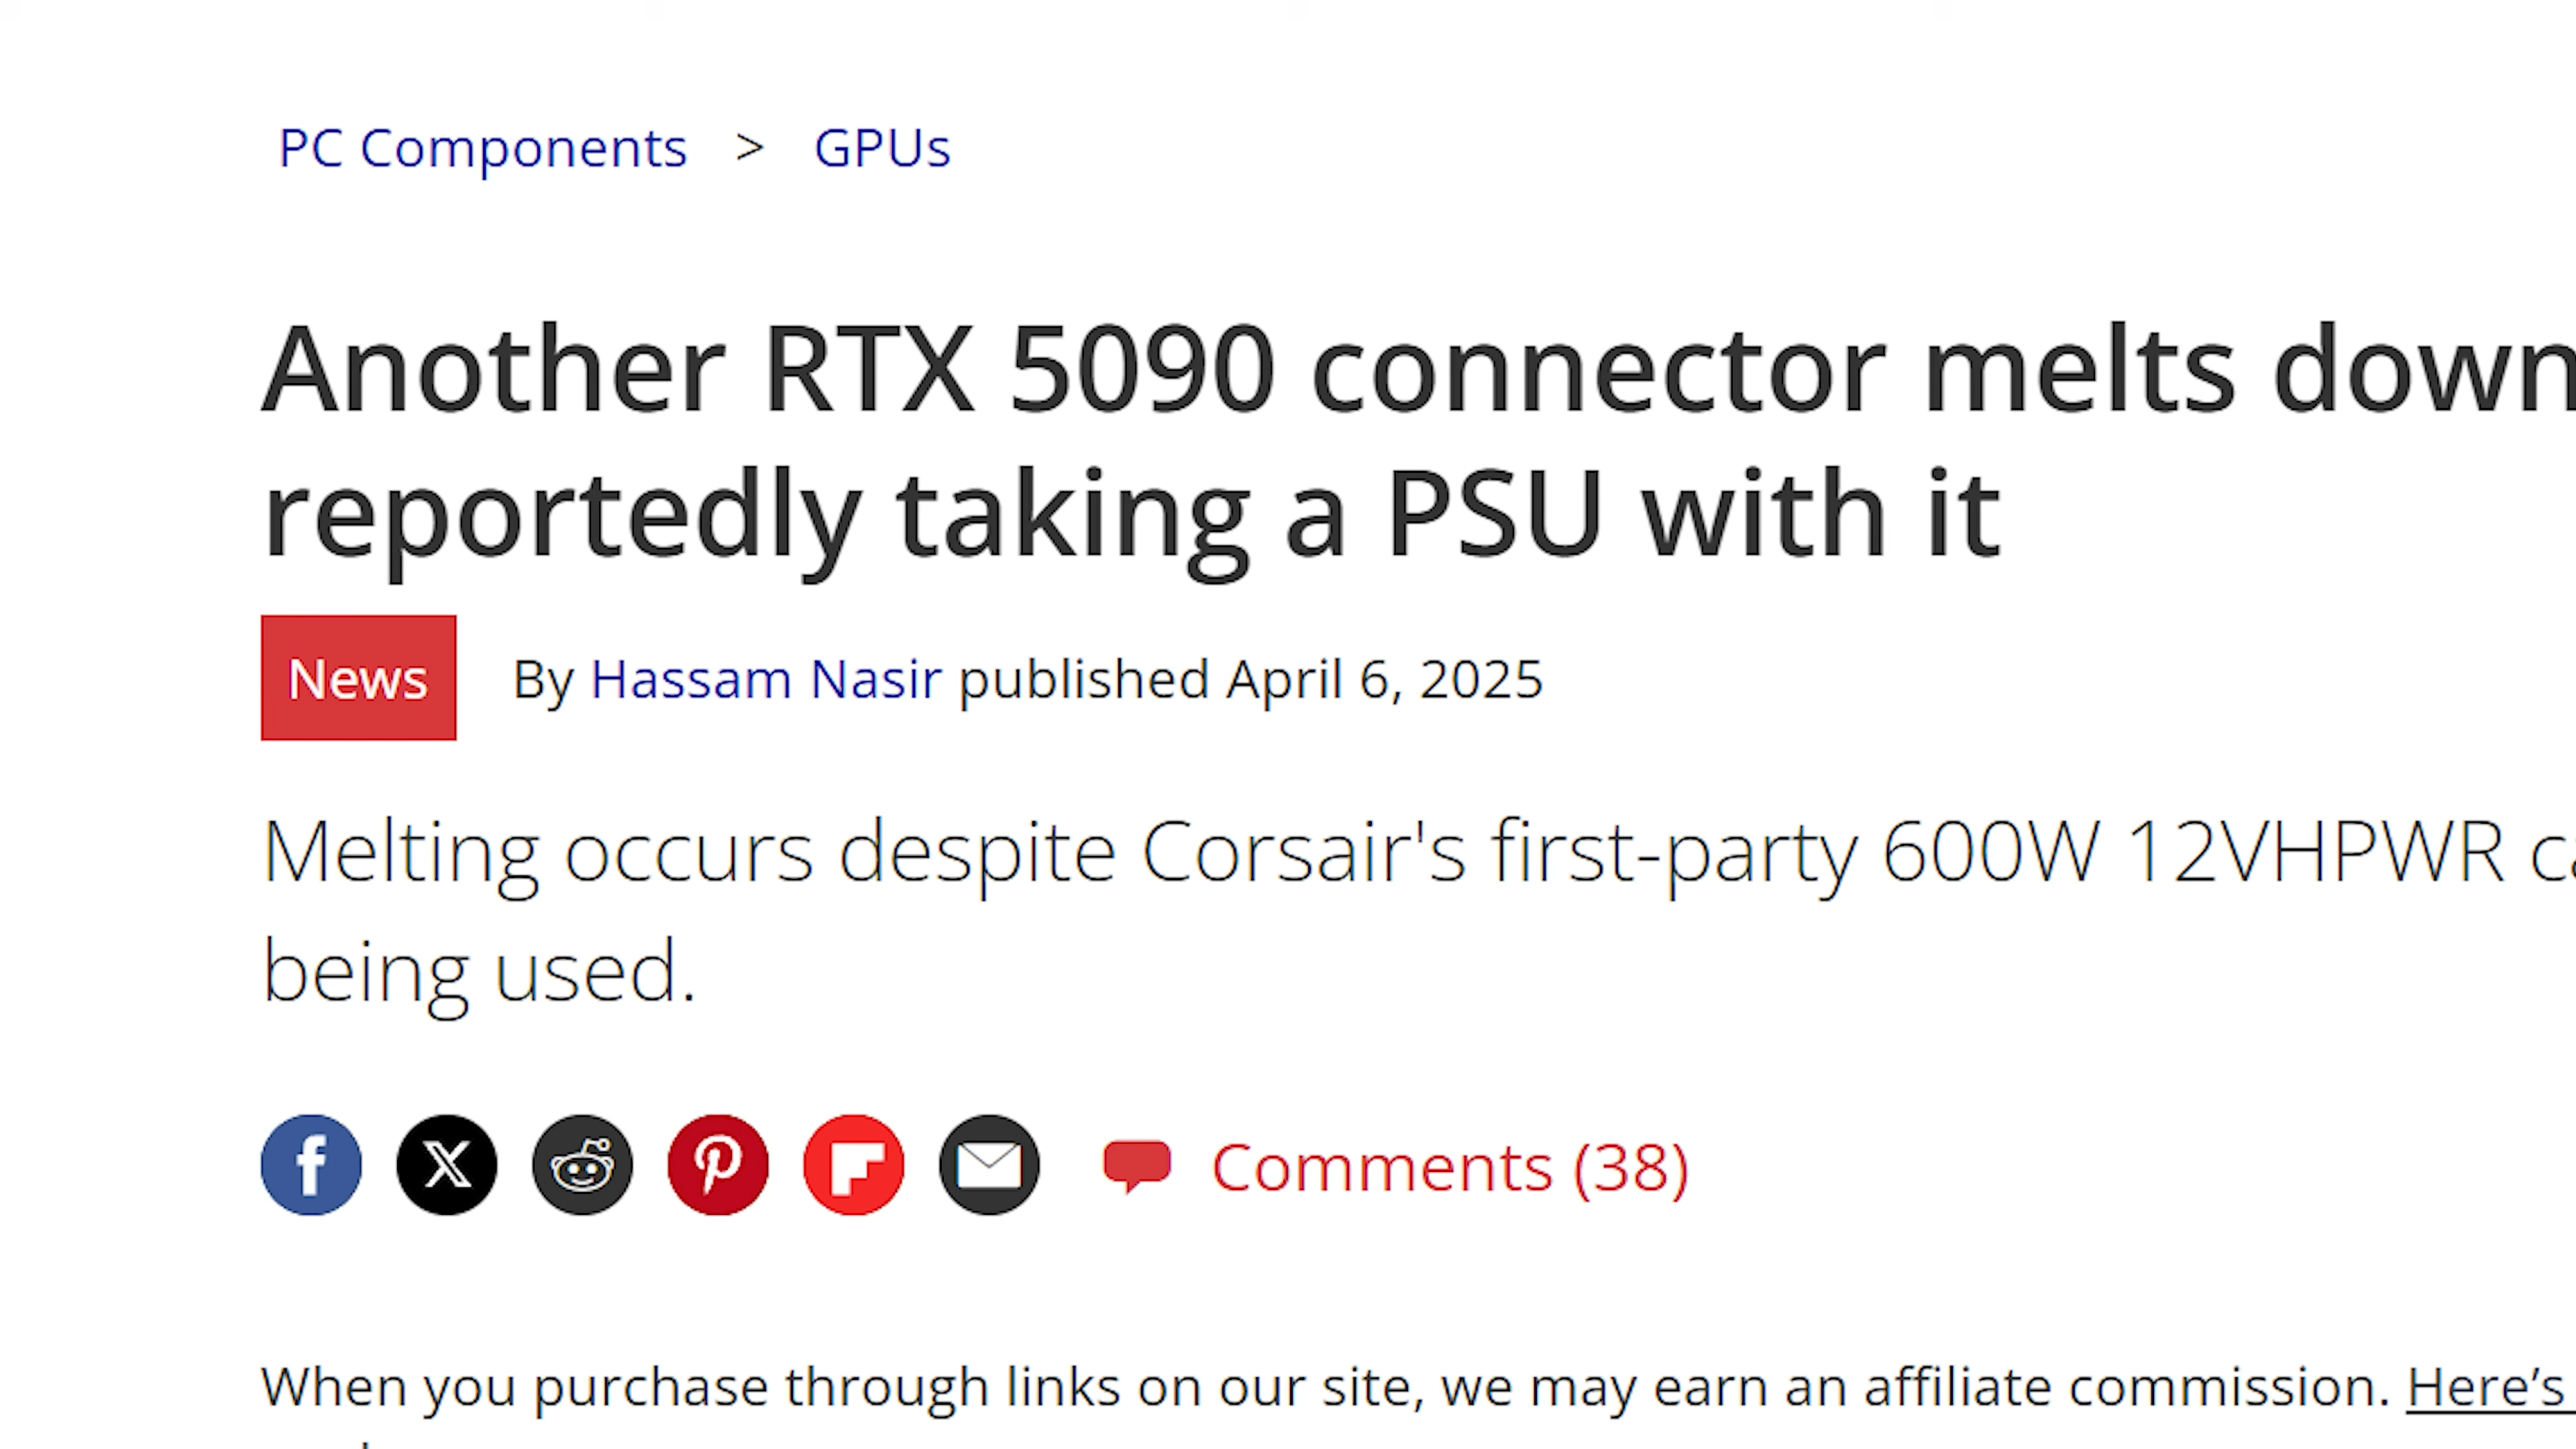 PC Components > GPUs
Another RTX 5090 connector melts down
reportedly taking a PSU with it
News By Hassam Nasir published April 6, 2025
Melting occurs despite Corsair's first-party 600W 12VHPWR
being used.
Comments (38)
When you purchase through links on our site, we may earn an affiliate commission. Here’s